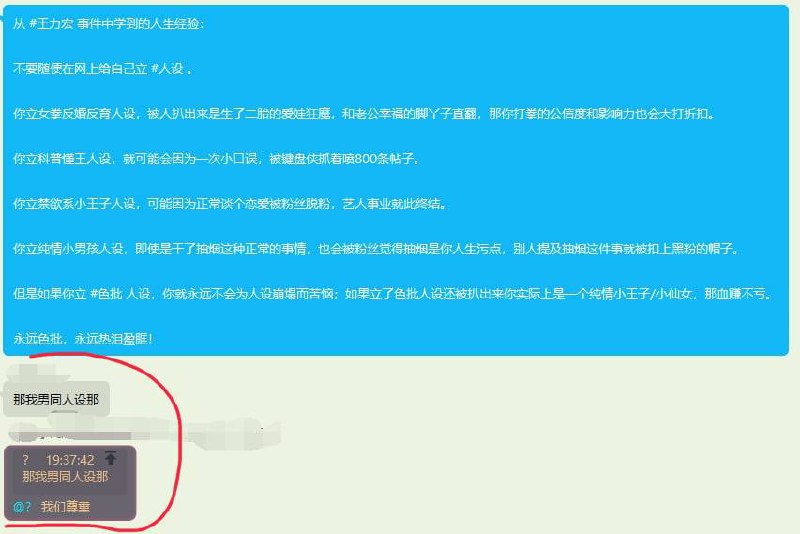 从 #王力宏 事件中学到的人生经验：
不要随便在网上给自己立 #人设 。
你立女拳反婚反育人设，被人扒出来是生了二胎的爱娃狂魔，和老公幸福的脚丫子直翻，那你打拳的公信度和影响力也会大打折扣。
你立科普懂王人设，就可能会因为一次小口误，被键盘侠抓着喷800条帖子。
你立禁欲系小王子人设，可能因为正常谈个恋爱被粉丝脱粉，艺人事业就此终结。
你立纯情小男孩人设，即使是干了抽烟这种正常的事情，也会被粉丝觉得抽烟是你人生污点，别人提及抽烟这件事就被扣上黑粉的帽子。
但是如果你立 #色批 人设，你就永远不会为人设崩塌而苦恼；如果立了色批人设还被扒出来你实际上是一个纯情小王子/小仙女，那血赚不亏。
永远色批，永远热泪盈眶！
那我男同人设那
? 19:37:42
那我男同人设那
@? 我们尊重